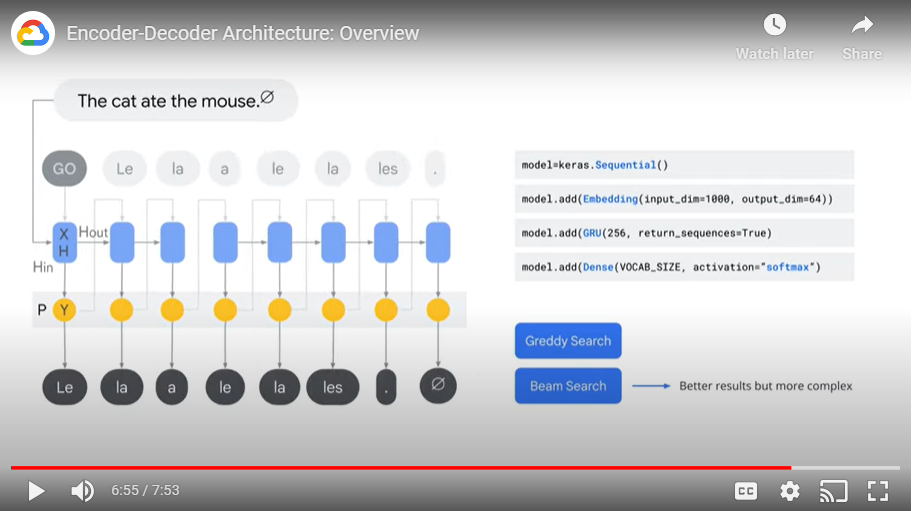 Encoder-Decoder Architecture: Overview
Watch later
Share
The cat ate the mouse.∅
GO Le la a le la les .
X
H
Hout
Hin
P Y
Le la a le la les . ∅
model=keras.Sequential()
model.add(Embedding(input_dim=1000, output_dim=64))
model.add(GRU(256, return_sequences=True)
model.add(Dense(VOCAB_SIZE, activation="softmax")
Greddy Search
Beam Search
Better results but more complex
6:55 / 7:53
CC